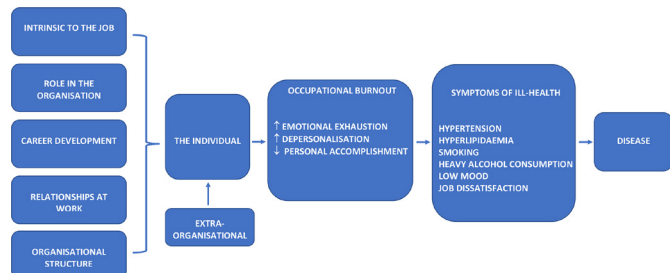 INTRINSIC TO THE JOB
ROLE IN THE
ORGANISATION
CAREER DEVELOPMENT
RELATIONSHIPS AT
WORK
ORGANISATIONAL
STRUCTURE
THE INDIVIDUAL
EXTRA-
ORGANISATIONAL
OCCUPATIONAL BURNOUT
↑ EMOTIONAL EXHAUSTION
↑ DEPERSONALISATION
↓ PERSONAL ACCOMPLISHMENT
SYMPTOMS OF ILL-HEALTH
HYPERTENSION
HYPERLIPIDAEMIA
SMOKING
HEAVY ALCOHOL CONSUMPTION
LOW MOOD
JOB DISSATISFACTION
DISEASE